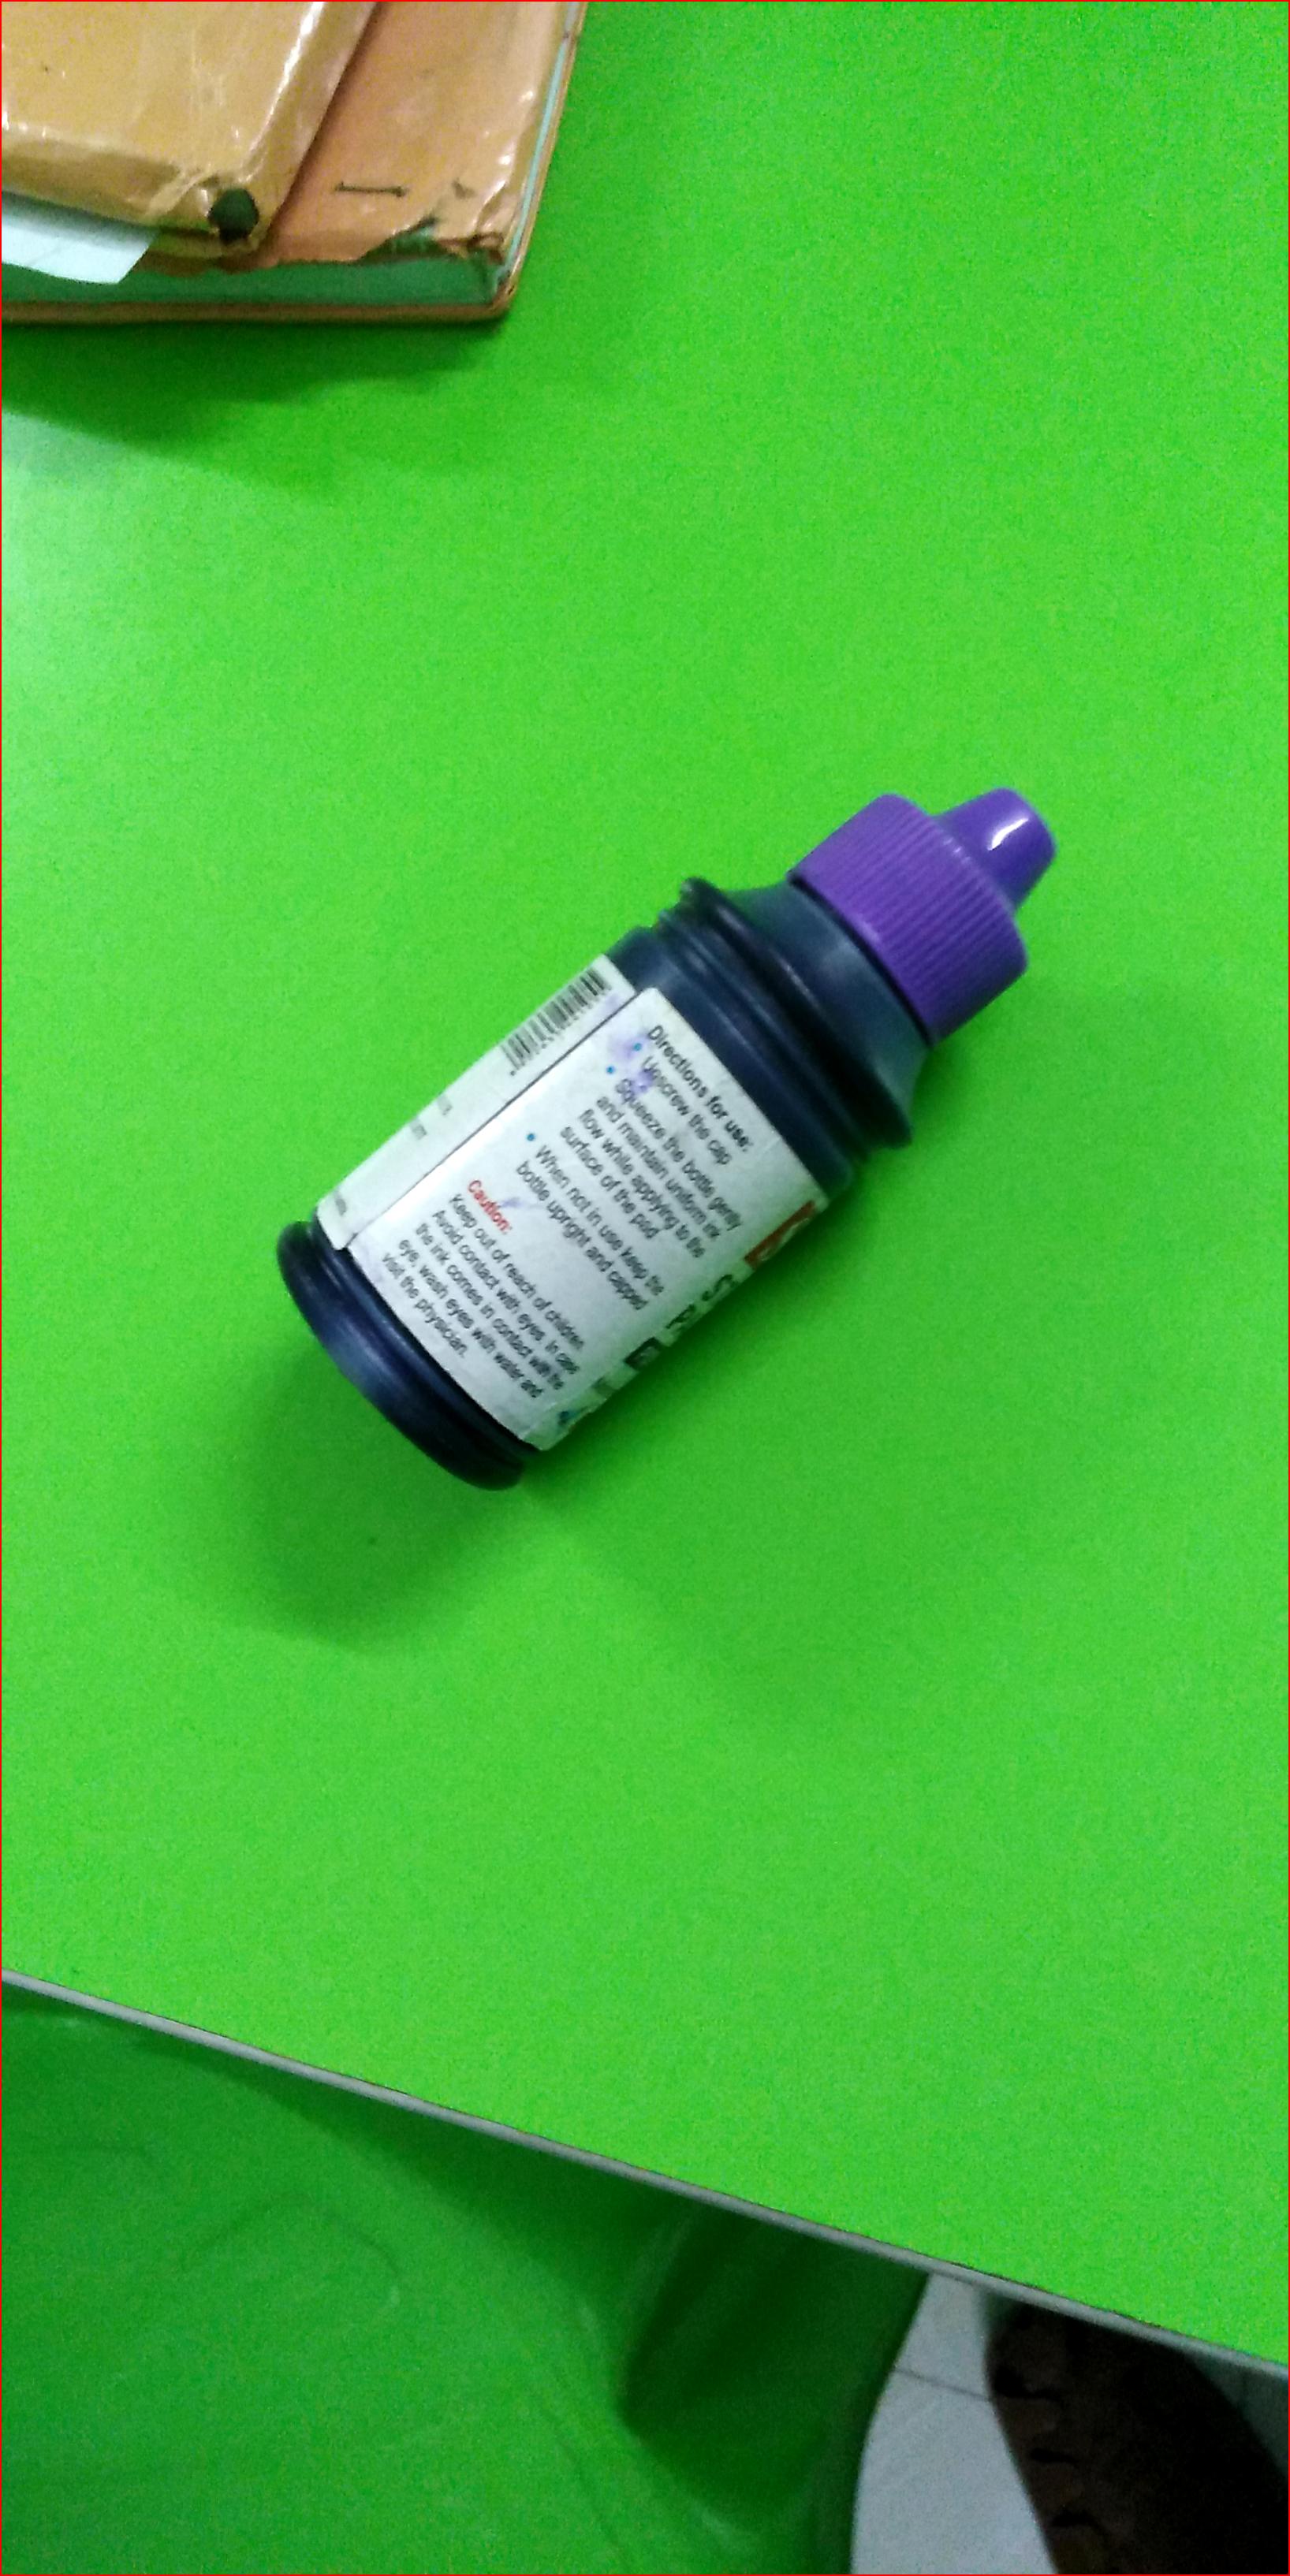 Directions for use:
• Unscrew the cap
• Squeeze the bottle genty
and maintain uniform ink
flow while applying to the
surface of the pad
• When not in use keep the
bottle upright and capped
Caution:
Keep out of reach of children.
Avoid contact with eyes. In case
the ink comes in contact with the
eye, wash eyes with water and
visit the physician.